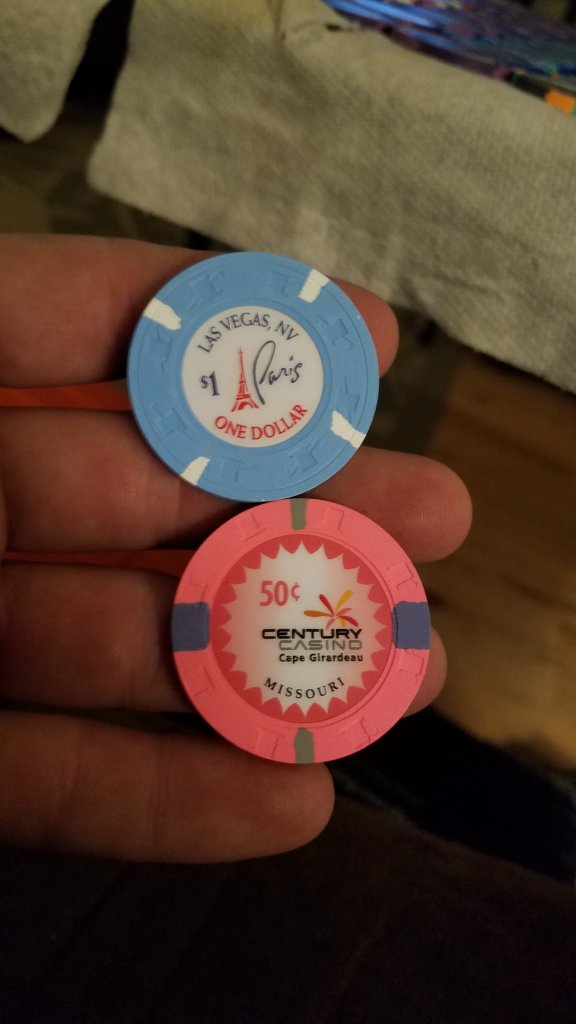 LAS VEGAS, NV
$1 Paris
ONE DOLLAR
50¢
CENTURY
CASINO
Cape Girardeau
MISSOURI